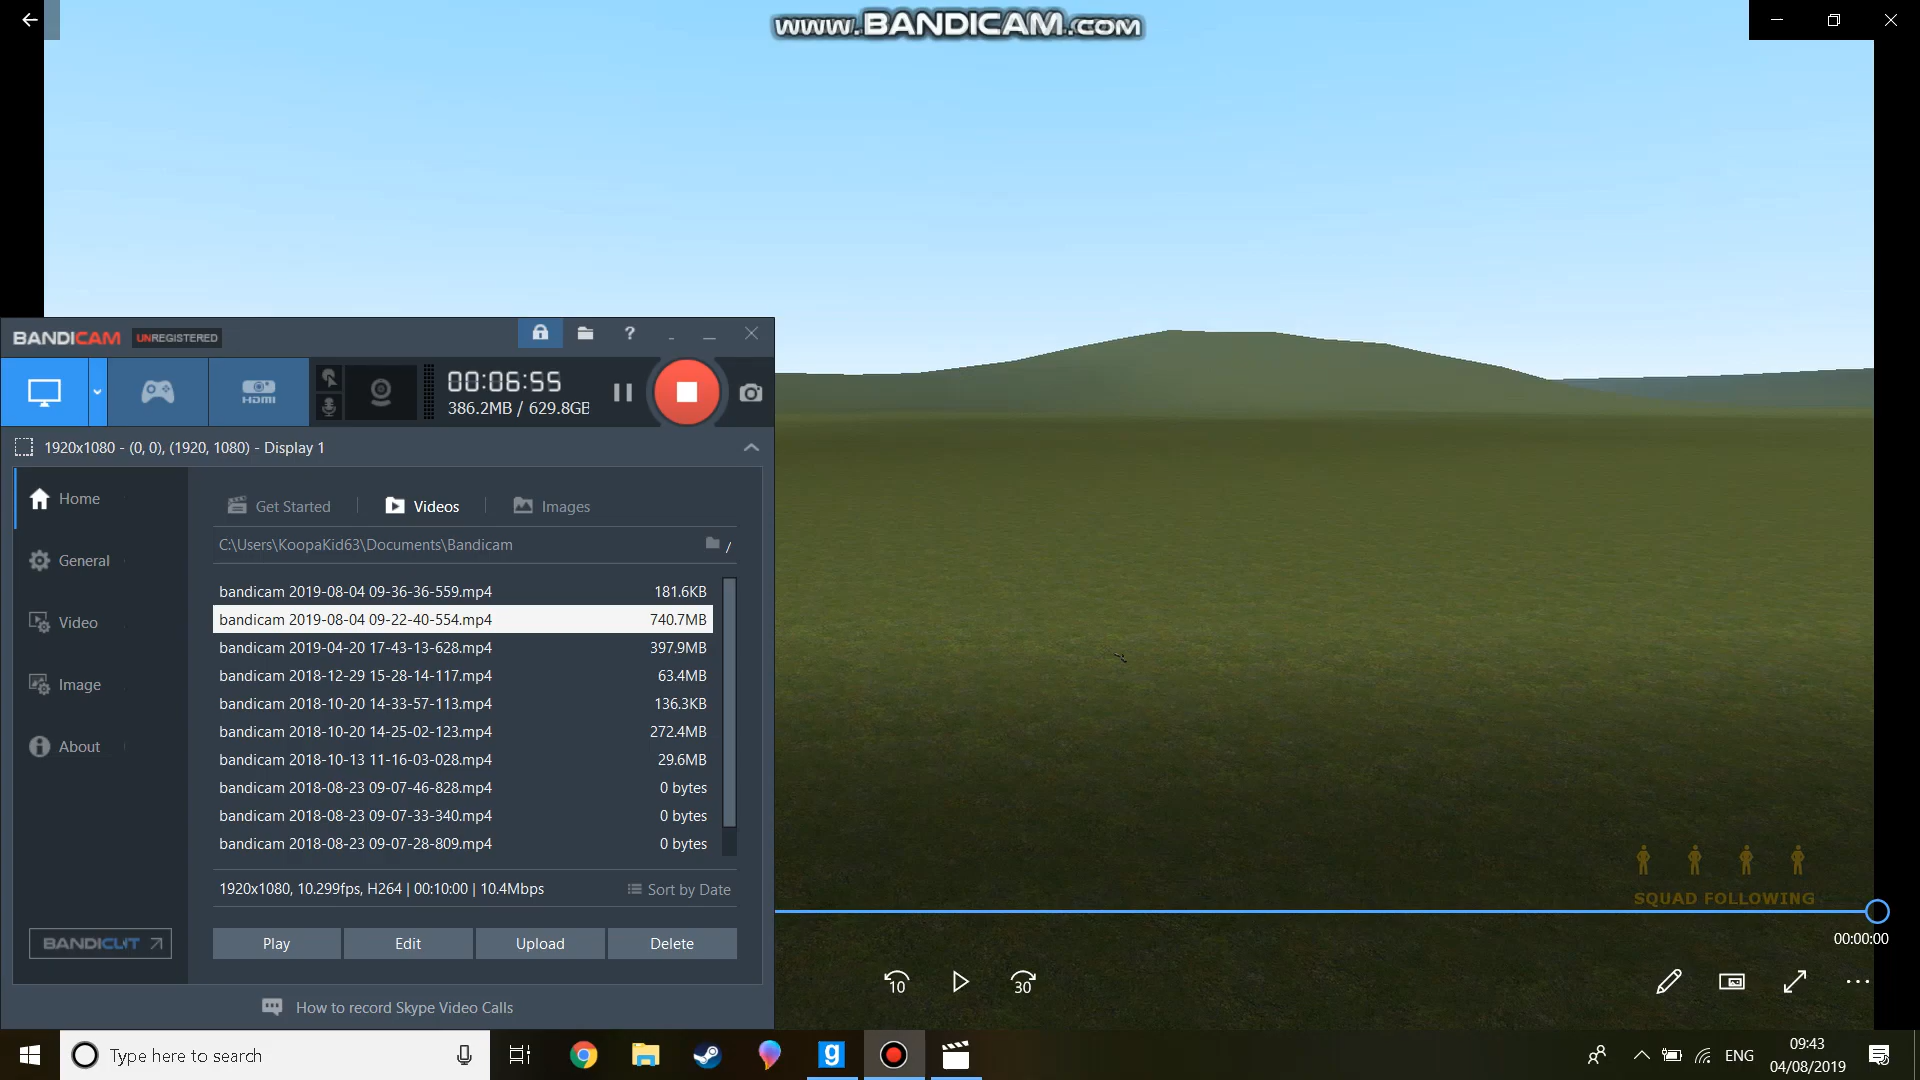 www.BANDICAM.com
BANDICAM UNREGISTERED ?
HDMI
00:06:55
386.2MB / 629.8GB
1920x1080 - (0, 0), (1920, 1080) - Display 1
Home
General
Video
Image
About
BANDICUT
Get Started
Videos
Images
C:\Users\KoopaKid63\Documents\Bandicam /
bandicam 2019-08-04 09-36-36-559.mp4 181.6KB
bandicam 2019-08-04 09-22-40-554.mp4 740.7MB
bandicam 2019-04-20 17-43-13-628.mp4 397.9MB
bandicam 2018-12-29 15-28-14-117.mp4 63.4MB
bandicam 2018-10-20 14-33-57-113.mp4 136.3KB
bandicam 2018-10-20 14-25-02-123.mp4 272.4MB
bandicam 2018-10-13 11-16-03-028.mp4 29.6MB
bandicam 2018-08-23 09-07-46-828.mp4 0 bytes
bandicam 2018-08-23 09-07-33-340.mp4 0 bytes
bandicam 2018-08-23 09-07-28-809.mp4 0 bytes
1920x1080, 10.299fps, H264 | 00:10:00 | 10.4Mbps
Sort by Date
Play Edit Upload Delete
How to record Skype Video Calls
SQUAD FOLLOWING
00:00:00
10 30
Type here to search
g
ENG
09:43
04/08/2019